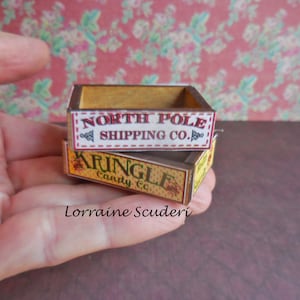 NORTH POLE
SHIPPING CO.
KRINGLE
Candy Co.
Lorraine Scuderi